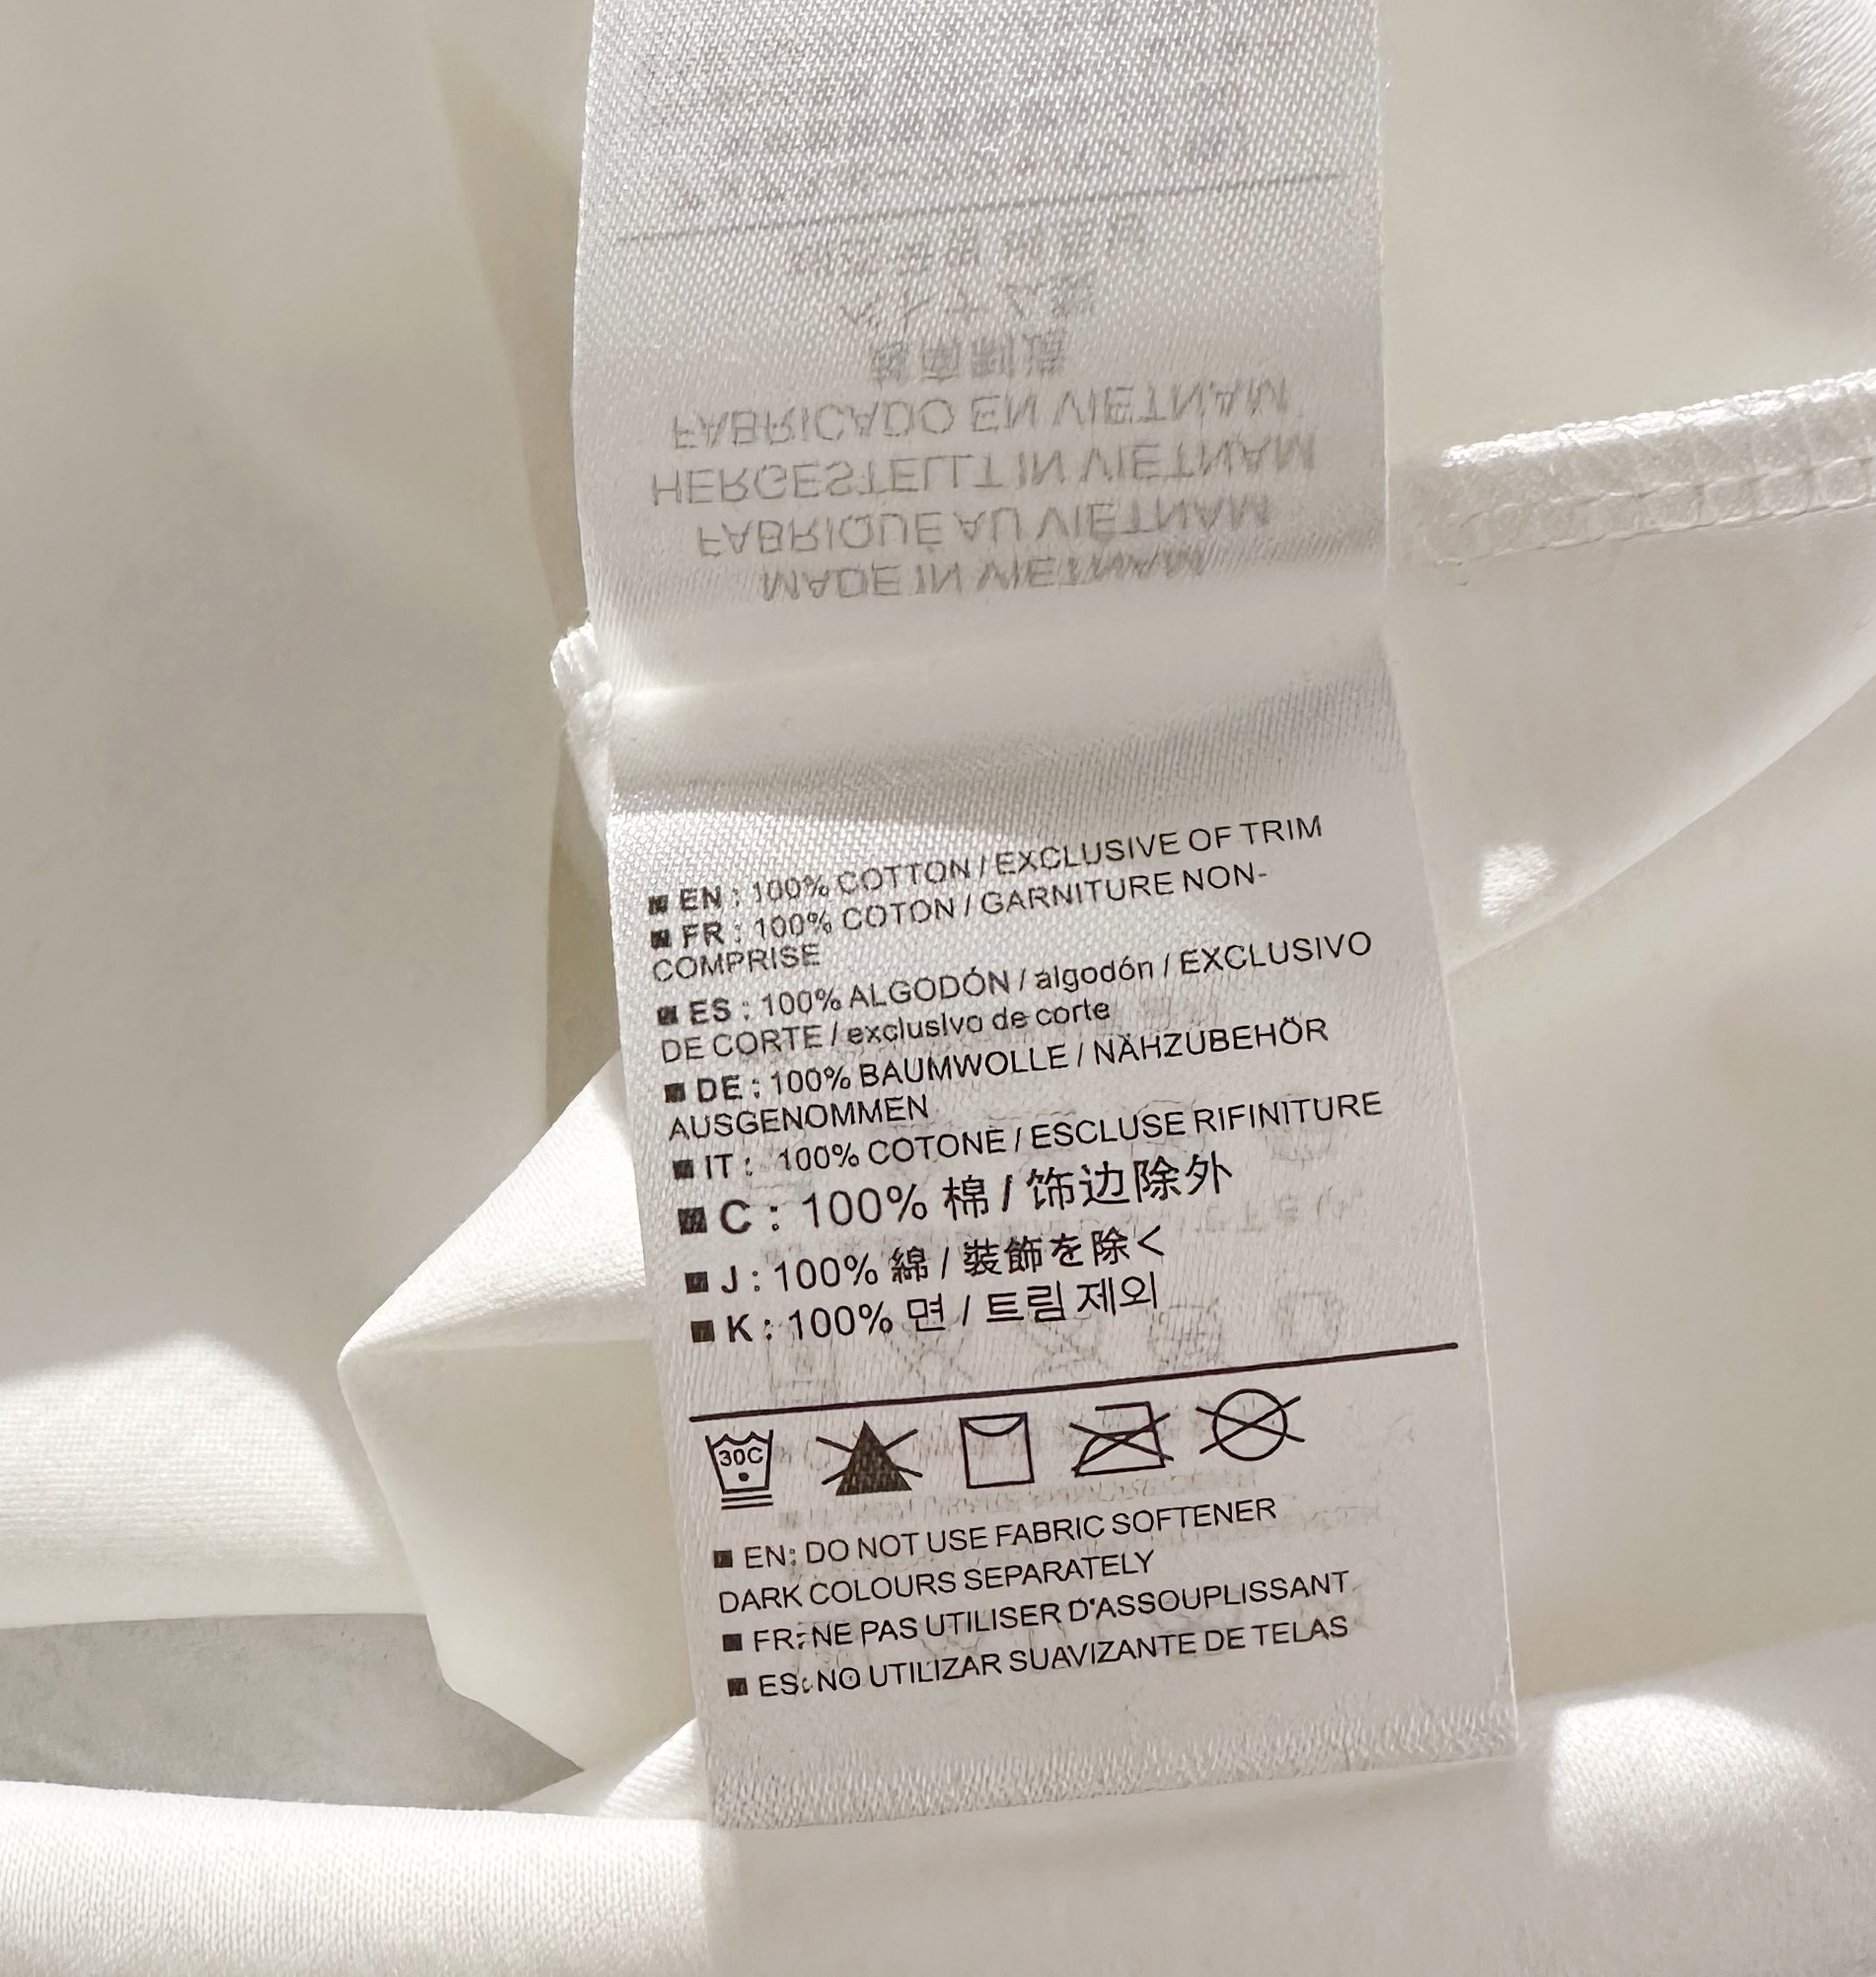 FABRICADO EN VIETNAM
HERGESTELLT IN VIETNAM
FABRIQUÉ AU VIETNAM
MADE IN VIETNAM
■ EN : 100% COTTON / EXCLUSIVE OF TRIM
■ FR : 100% COTON / GARNITURE NON-
COMPRISE
■ ES : 100% ALGODÓN / algodón / EXCLUSIVO
DE CORTE / exclusivo de corte
■ DE : 100% BAUMWOLLE / NÄHZUBEHÖR
AUSGENOMMEN
■ IT : 100% COTONE / ESCLUSE RIFINITURE
■ C : 100% 棉 / 饰边除外
■ J : 100% 綿 / 装飾を除く
■ K : 100% 면 / 트림 제외
30C
■ EN: DO NOT USE FABRIC SOFTENER
DARK COLOURS SEPARATELY
■ FR: NE PAS UTILISER D'ASSOUPLISSANT
■ ES: NO UTILIZAR SUAVIZANTE DE TELAS